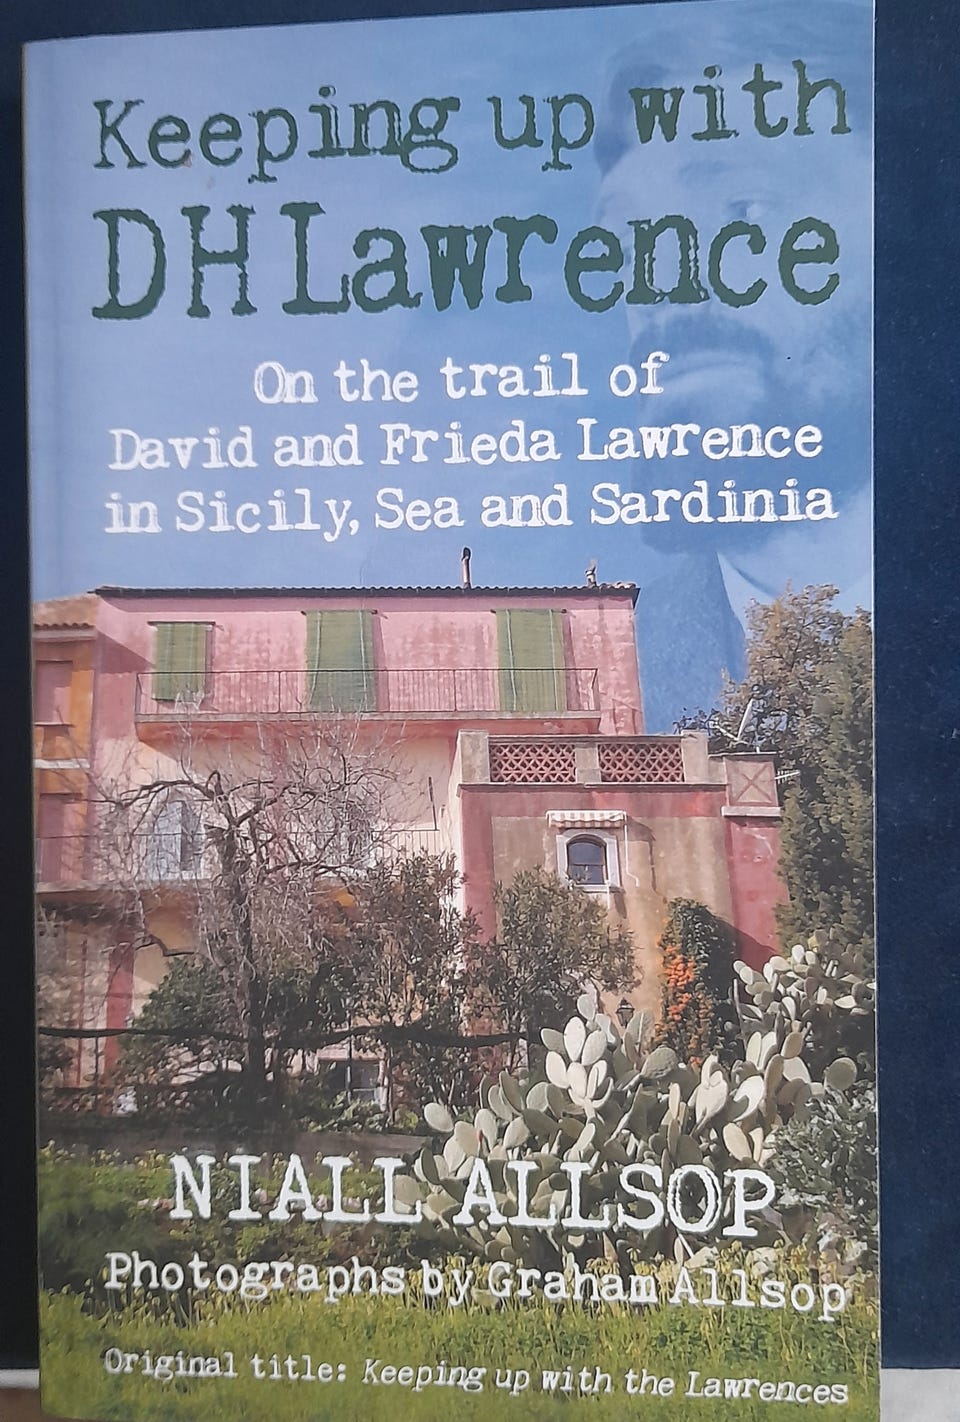 Keeping up with
DH Lawrence
On the trail of
David and Frieda Lawrence
in Sicily, Sea and Sardinia
NIALL ALLSOP
Photographs by Graham Allsop
Original title: Keeping up with the Lawrences